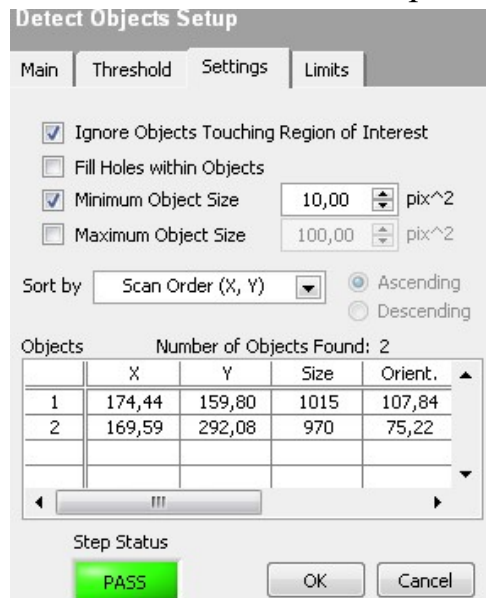 Detect Objects Setup
Main Threshold Settings Limits
Ignore Objects Touching Region of Interest
Fill Holes within Objects
Minimum Object Size 10,00 pix^2
Maximum Object Size 100,00 pix^2
Sort by Scan Order (X, Y) Ascending
Descending
Objects Number of Objects Found: 2
X Y Size Orient.
1 174,44 159,80 1015 107,84
2 169,59 292,08 970 75,22
Step Status
PASS OK Cancel